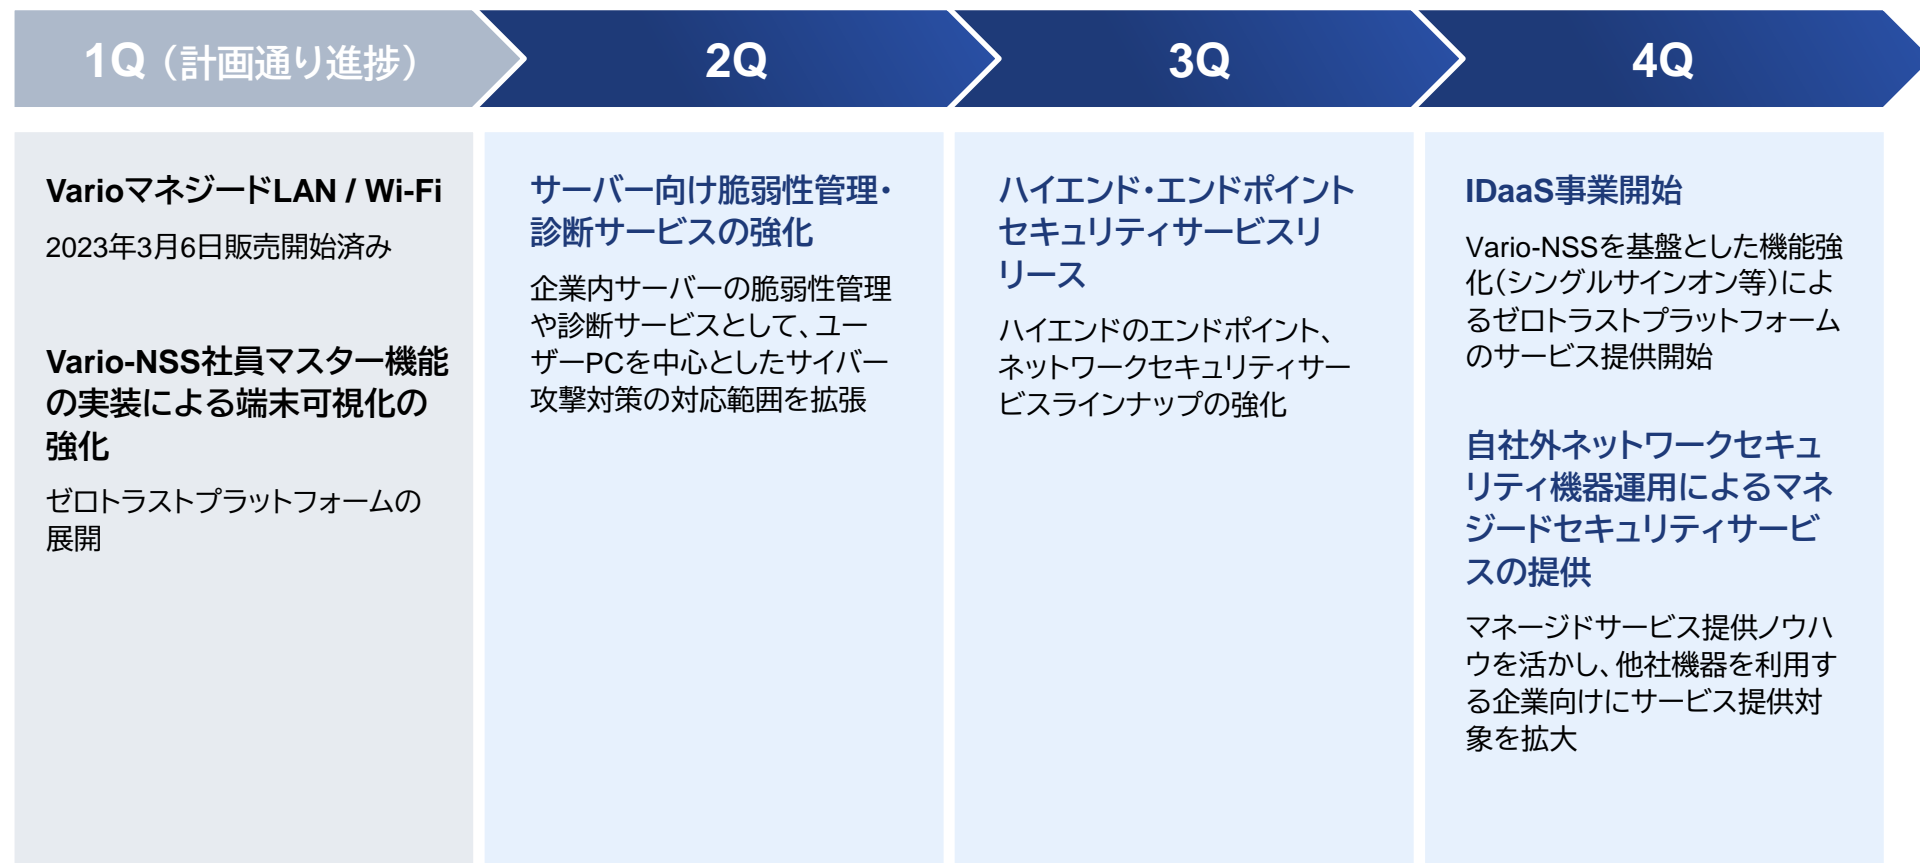 1Q（計画通り進捗）
2Q
3Q
4Q
VarioマネジードLAN / Wi-Fi
2023年3月6日販売開始済み
Vario-NSS社員マスター機能
の実装による端末可視化の
強化
ゼロトラストプラットフォームの
展開
サーバー向け脆弱性管理・
診断サービスの強化
企業内サーバーの脆弱性管理
や診断サービスとして、ユー
ザーPCを中心としたサイバー
攻撃対策の対応範囲を拡張
ハイエンド・エンドポイント
セキュリティサービスリ
リース
ハイエンドのエンドポイント、
ネットワークセキュリティサー
ビスラインナップの強化
IDaaS事業開始
Vario-NSSを基盤とした機能強
化（シングルサインオン等）によ
るゼロトラストプラットフォーム
のサービス提供開始
自社外ネットワークセキュ
リティ機器運用によるマネ
ジードセキュリティサービ
スの提供
マネージドサービス提供ノウハ
ウを活かし、他社機器を利用す
る企業向けにサービス提供対
象を拡大